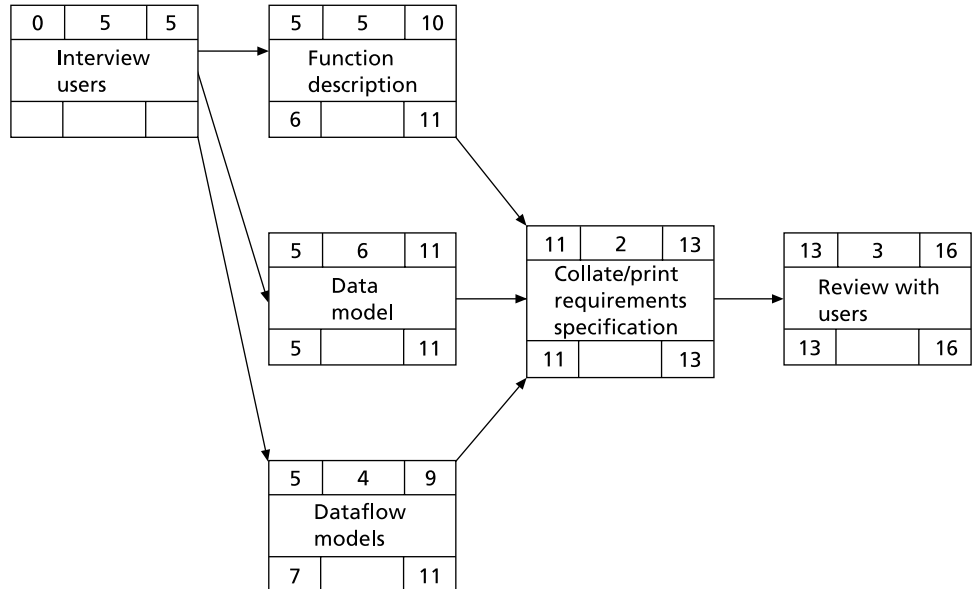 0 5 5
Interview
users
5 5 10
Function
description
6 11
5 6 11
Data
model
5 11
5 4 9
Dataflow
models
7 11
11 2 13
Collate/print
requirements
specification
11 13
13 3 16
Review with
users
13 16